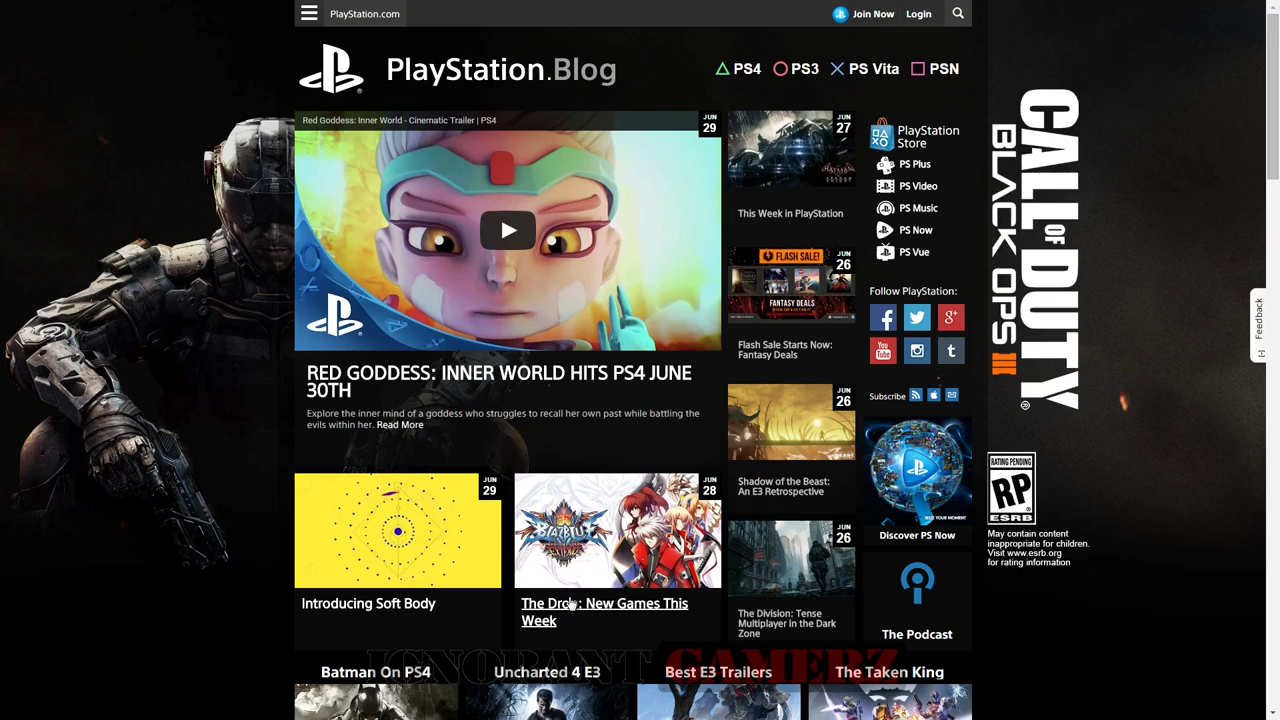 PlayStation.com
Join Now
Login
PlayStation.Blog
PS4
PS3
PS Vita
PSN
Red Goddess: Inner World - Cinematic Trailer | PS4
JUN
29
RED GODDESS: INNER WORLD HITS PS4 JUNE
30TH
Explore the inner mind of a goddess who struggles to recall her own past while battling the
evils within her. Read More
JUN
29
Introducing Soft Body
JUN
28
BLAZBLUE
The Drop: New Games This
Week
JUN
27
BATMAN
This Week in PlayStation
JUN
26
FLASH SALE!
FANTASY DEALS
Flash Sale Starts Now:
Fantasy Deals
JUN
26
Shadow of the Beast:
An E3 Retrospective
JUN
26
The Division: Tense
Multiplayer in the Dark
Zone
PlayStation
Store
PS Plus
PS Video
PS Music
PS Now
PS Vue
Follow PlayStation:
g+
You
Tube
t
Subscribe
Discover PS Now
The Podcast
CALL OF DUTY®
BLACK OPS III
RATING PENDING
RP
ESRB
May contain content
inappropriate for children.
Visit www.esrb.org
for rating information
Feedback
[-]
IGNORANT GAMERZ
Batman On PS4
Uncharted 4 E3
Best E3 Trailers
The Taken King